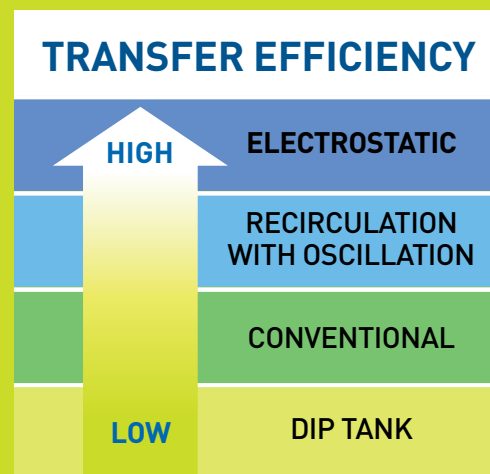 TRANSFER EFFICIENCY
HIGH
ELECTROSTATIC
RECIRCULATION
WITH OSCILLATION
CONVENTIONAL
LOW
DIP TANK